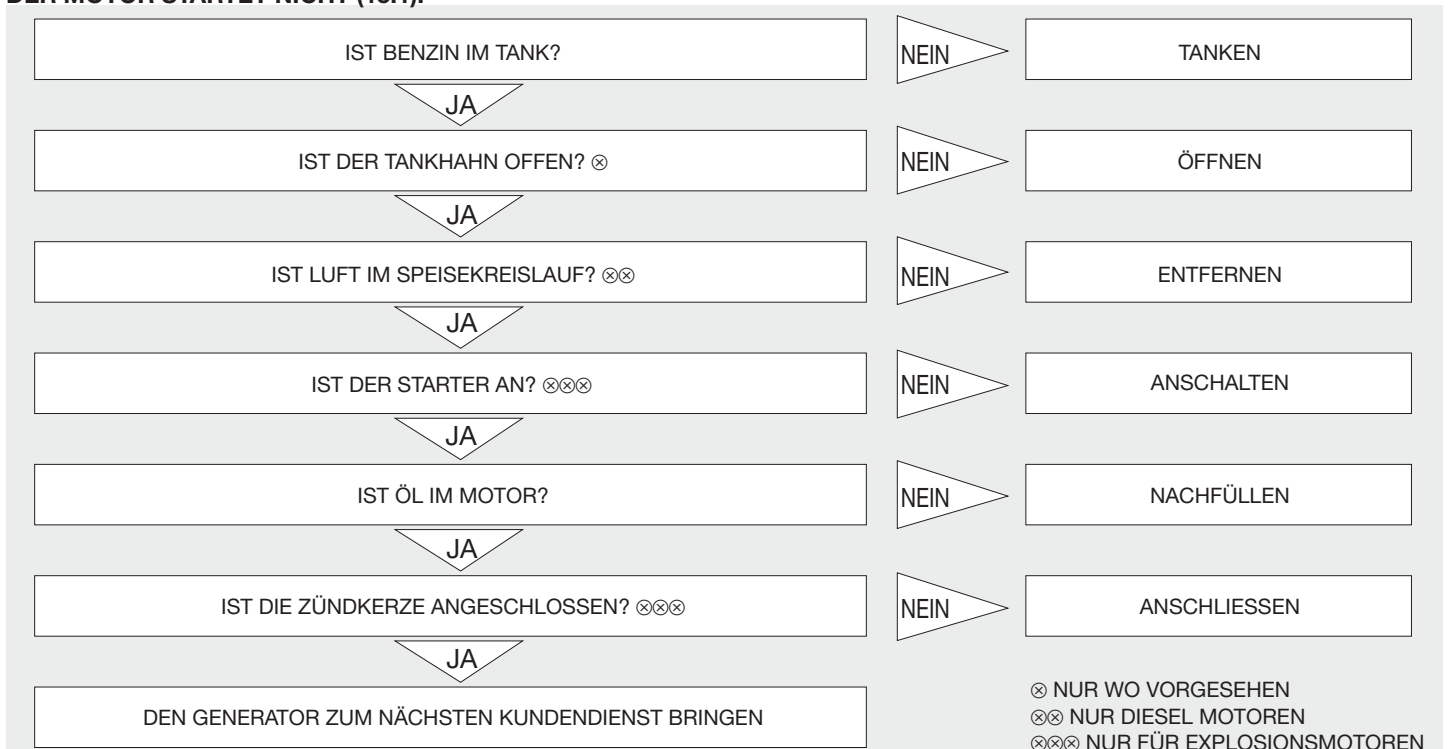 IST BENZIN IM TANK?
NEIN
TANKEN
JA
IST DER TANKHAHN OFFEN? ⊗
NEIN
ÖFFNEN
JA
IST LUFT IM SPEISEKREISLAUF? ⊗⊗
NEIN
ENTFERNEN
JA
IST DER STARTER AN? ⊗⊗⊗
NEIN
ANSCHALTEN
JA
IST ÖL IM MOTOR?
NEIN
NACHFÜLLEN
JA
IST DIE ZÜNDKERZE ANGESCHLOSSEN? ⊗⊗⊗
NEIN
ANSCHLIESSEN
JA
DEN GENERATOR ZUM NÄCHSTEN KUNDENDIENST BRINGEN
⊗ NUR WO VORGESEHEN
⊗⊗ NUR DIESEL MOTOREN
⊗⊗⊗ NUR FÜR EXPLOSIONSMOTOREN